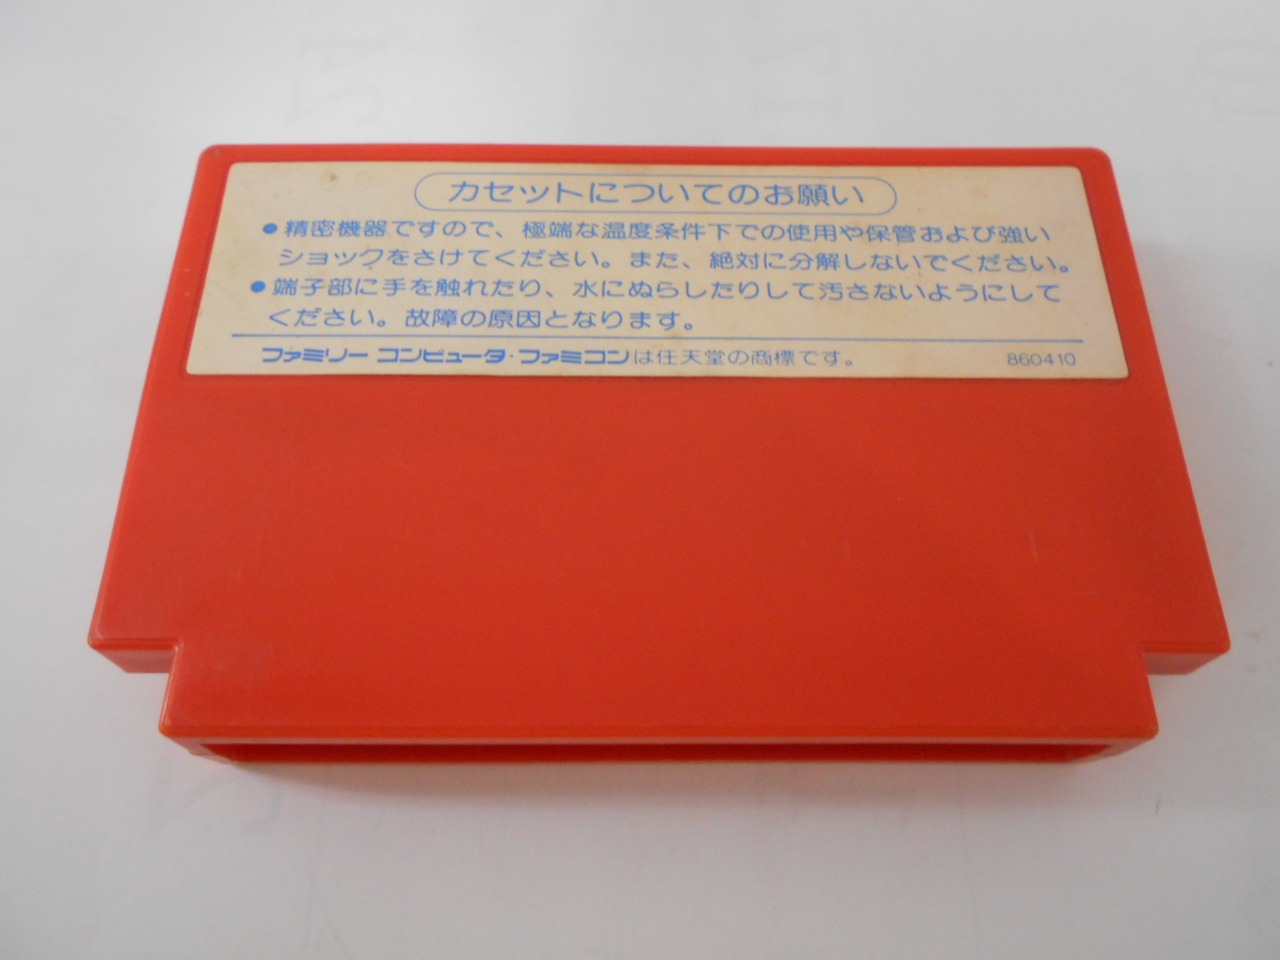 カセットについてのお願い
●精密機器ですので、極端な温度条件下での使用や保管および強い
ショックをさけてください。また、絶対に分解しないでください。
●端子部に手を触れたり、水にぬらしたりして汚さないようにして
ください。故障の原因となります。
ファミリー コンピュータ・ファミコンは任天堂の商標です。 860410